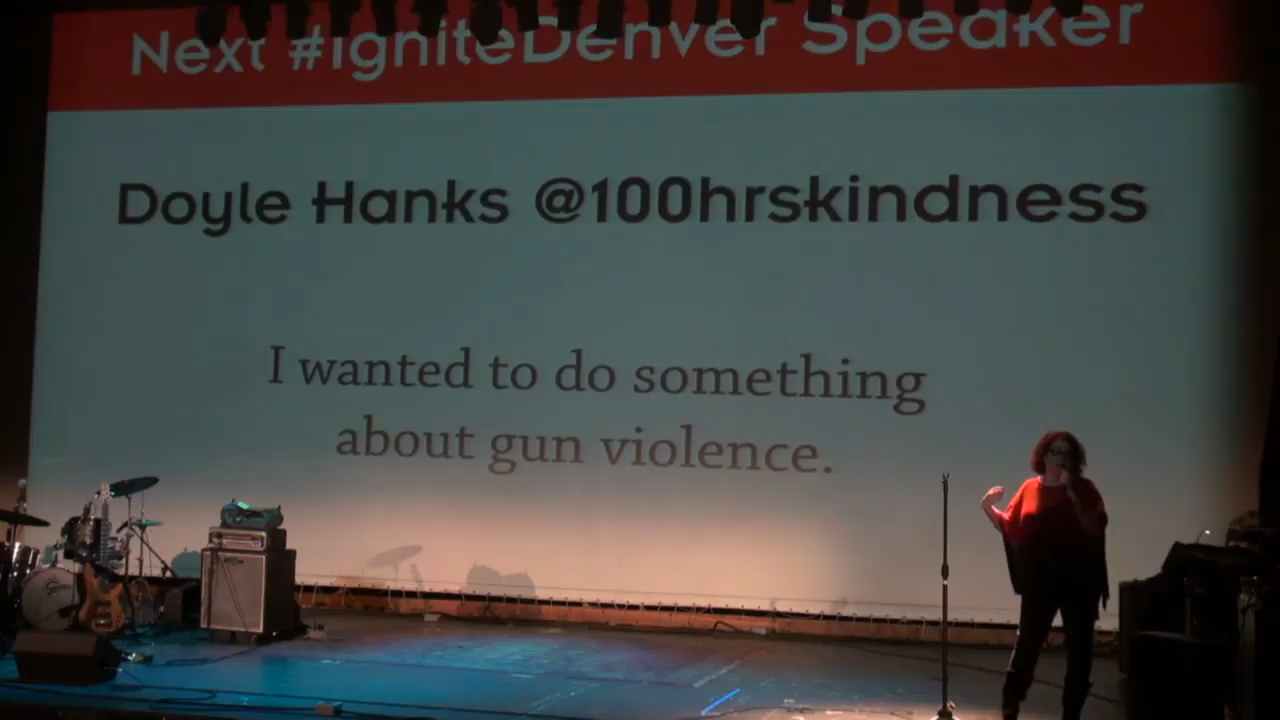 Next #IgniteDenver Speaker
Doyle Hanks @100hrskindness
I wanted to do something
about gun violence.